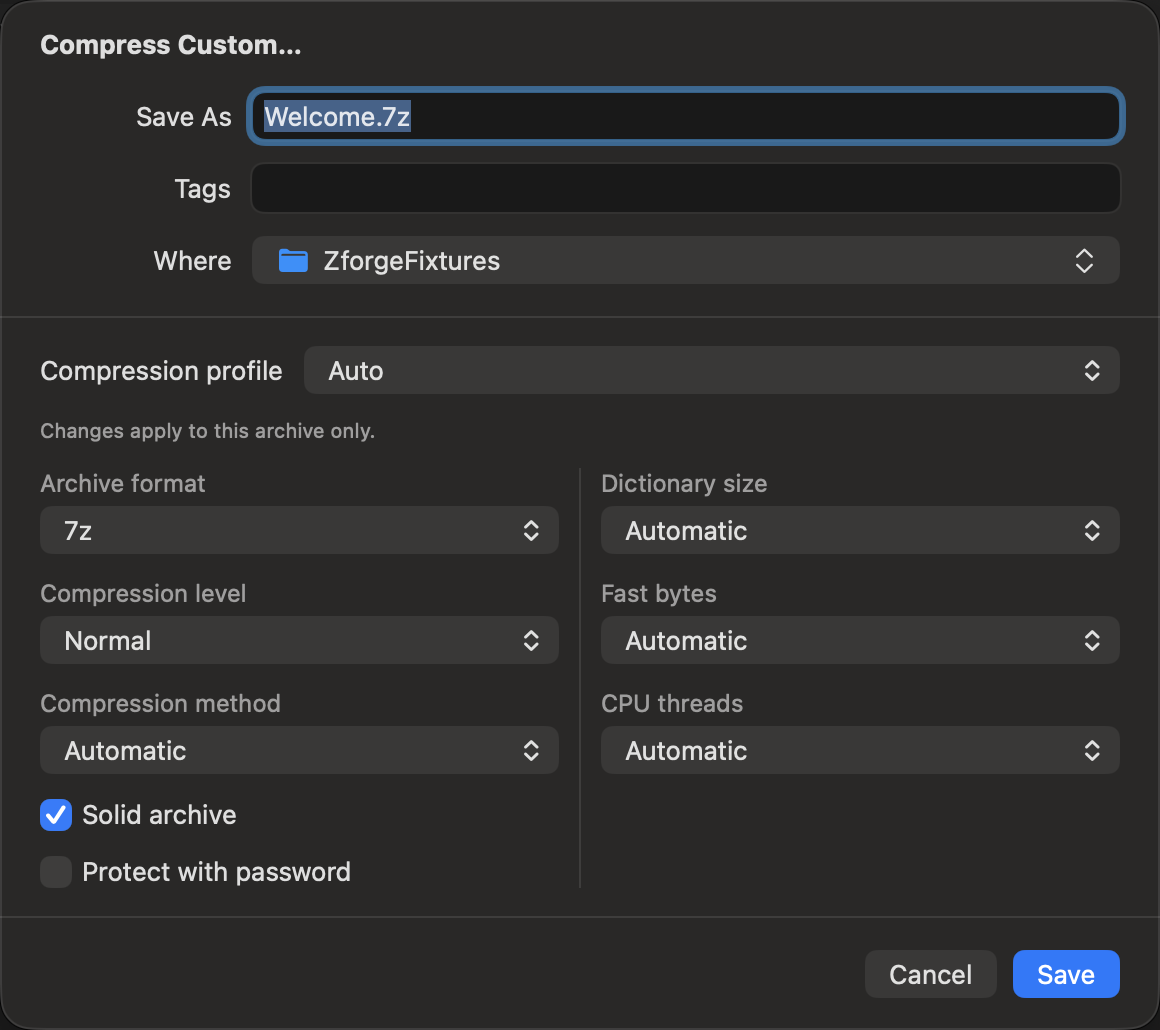 Compress Custom...
Save As Welcome.7z
Tags
Where ZforgeFixtures
Compression profile Auto
Changes apply to this archive only.
Archive format
7z
Compression level
Normal
Compression method
Automatic
Solid archive
Protect with password
Dictionary size
Automatic
Fast bytes
Automatic
CPU threads
Automatic
Cancel Save